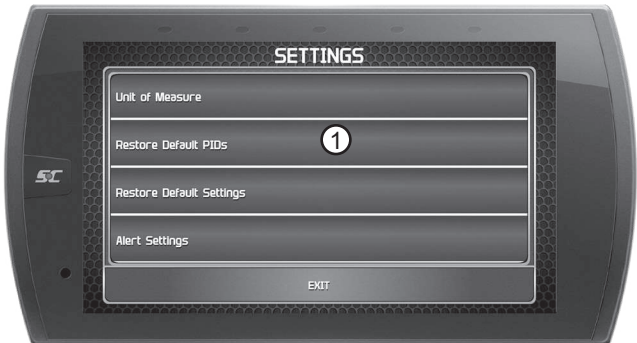 SETTINGS
Unit of Measure
1
Restore Default PIDs
SC
Restore Default Settings
Alert Settings
EXIT